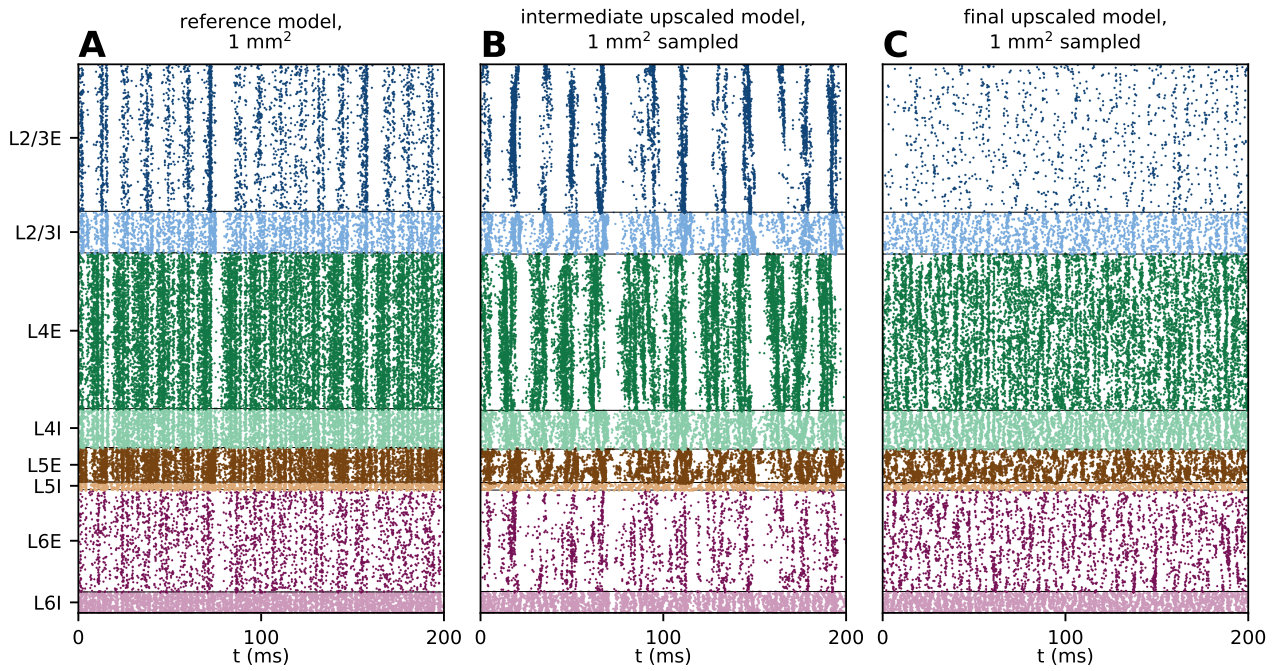 reference model,
1 mm²
intermediate upscaled model,
1 mm² sampled
final upscaled model,
1 mm² sampled
A
B
C
L2/3E
L2/3I
L4E
L4I
L5E
L5I
L6E
L6I
0 100 200
0 100 200
0 100 200
t (ms)
t (ms)
t (ms)